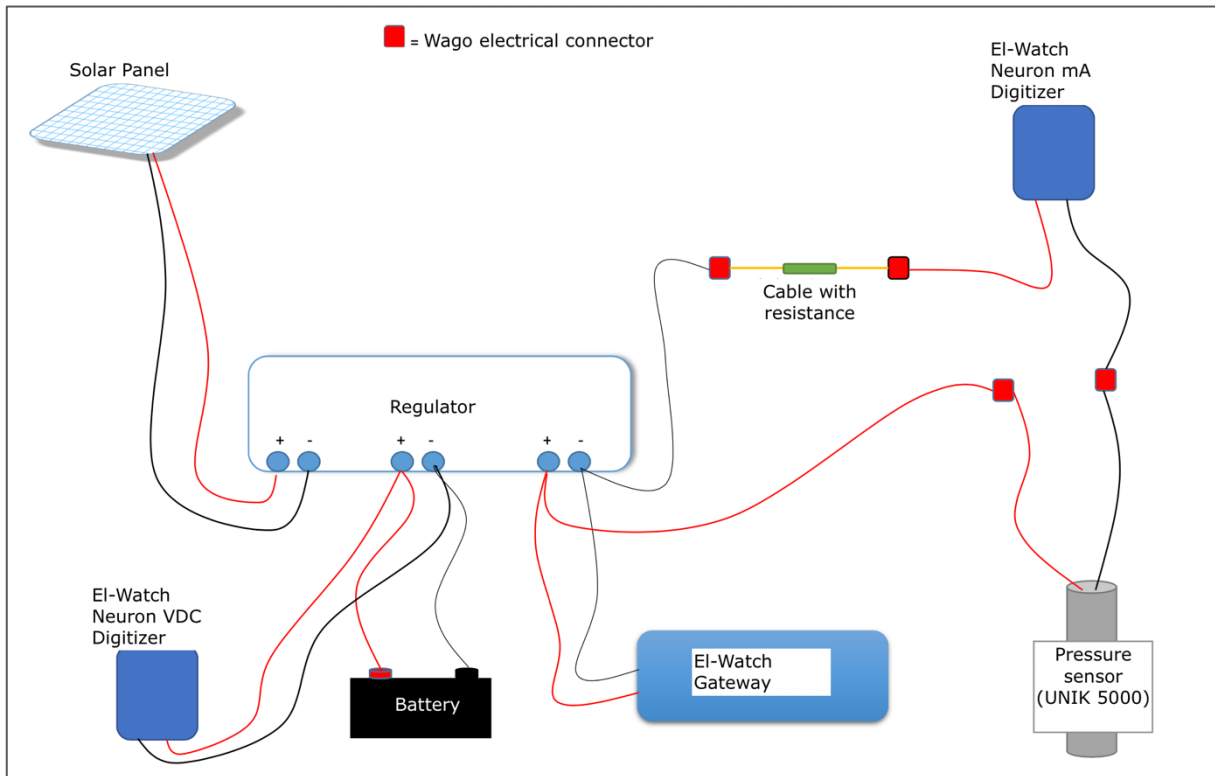 = Wago electrical connector
Solar Panel
El-Watch
Neuron mA
Digitizer
Cable with
resistance
Regulator
+ - + - + -
El-Watch
Neuron VDC
Digitizer
Battery
El-Watch
Gateway
Pressure
sensor
(UNIK 5000)